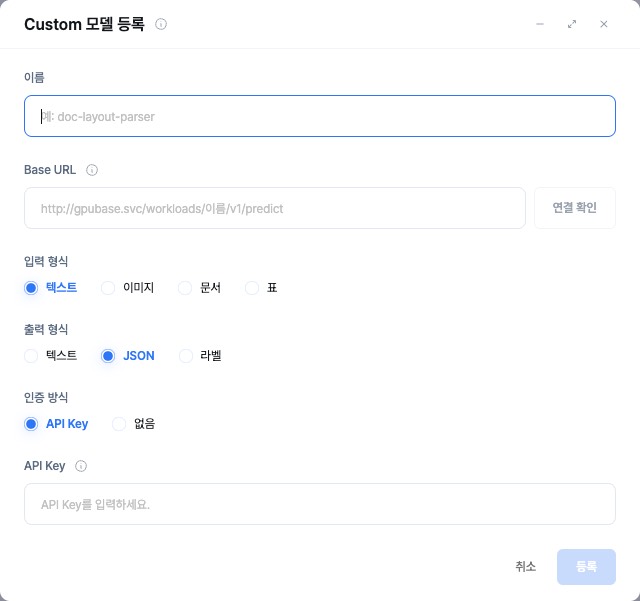 Custom 모델 등록
이름
예: doc-layout-parser
Base URL
http://gpubase.svc/workloads/이름/v1/predict
연결 확인
입력 형식
텍스트 이미지 문서 표
출력 형식
텍스트 JSON 라벨
인증 방식
API Key 없음
API Key
API Key를 입력하세요.
취소 등록